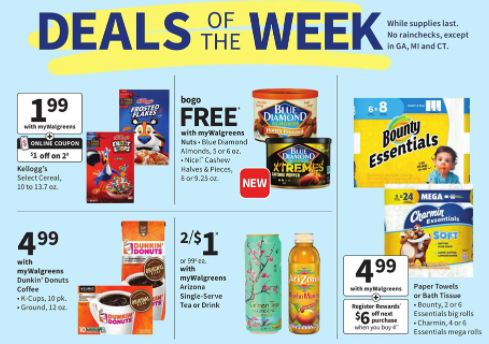 DEALS OF THE WEEK
While supplies last.
No rainchecks, except
in GA, MI and CT.
1.99
with myWalgreens
+
ONLINE COUPON
$1 off on 2*
Kellogg's
Select Cereal,
10 to 13.7 oz.
FROSTED
FLAKES
bogo
FREE*
with myWalgreens
Nuts • Blue Diamond
Almonds, 5 or 6 oz.
• Nice!® Cashew
Halves & Pieces,
8 or 9.25 oz.
BLUE
DIAMOND
BLUE
DIAMOND
XTREMES
NEW
6=8
Bounty
Essentials
6=24 MEGA
Charmin
Essentials
SOFT
4.99
with
myWalgreens
Dunkin' Donuts
Coffee
• K-Cups, 10 pk.
• Ground, 12 oz.
DUNKIN'
DONUTS
DUNKIN'
DONUTS
2/$1*
or 99¢ ea.
with
myWalgreens
Arizona
Single-Serve
Tea or Drink
AriZona
4.99
with myWalgreens
+
Register Rewards®
$6 off next
purchase
when you buy 4**
Paper Towels
or Bath Tissue
• Bounty, 2 or 6
Essentials big rolls
• Charmin, 4 or 6
Essentials mega rolls